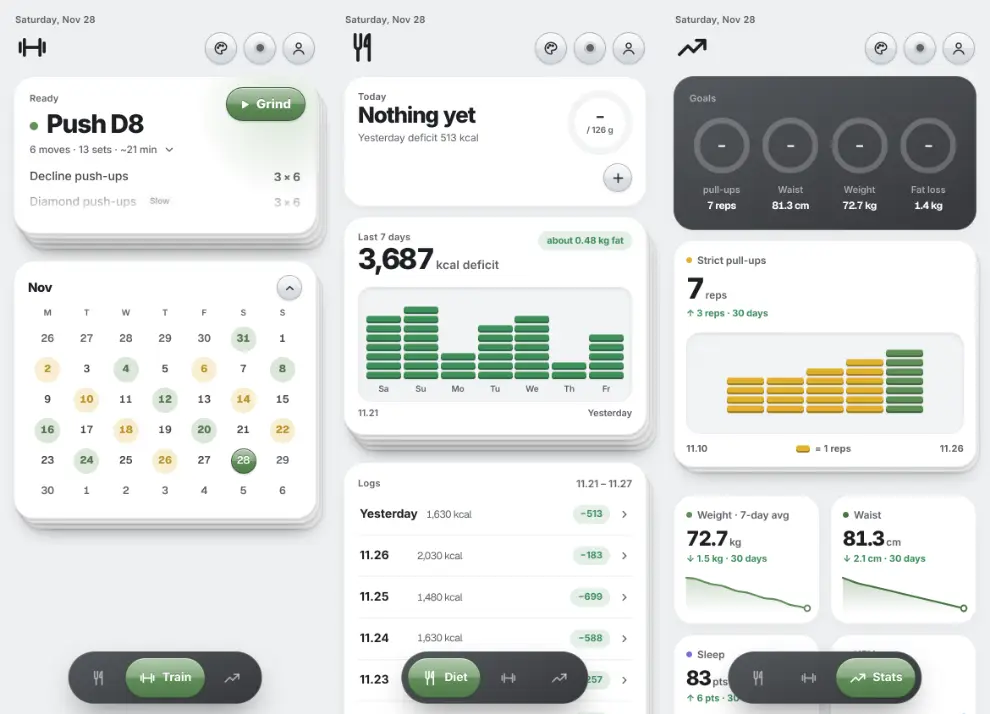 Saturday, Nov 28
Ready
Grind
Push D8
6 moves · 13 sets · ~21 min
Decline push-ups 3 × 6
Diamond push-ups Slow 3 × 6
Nov
M T W T F S S
26 27 28 29 30 31 1
2 3 4 5 6 7 8
9 10 11 12 13 14 15
16 17 18 19 20 21 22
23 24 25 26 27 28 29
30 1 2 3 4 5 6
Train
Saturday, Nov 28
Today
Nothing yet
Yesterday deficit 513 kcal
–
/ 126 g
Last 7 days
about 0.48 kg fat
3,687 kcal deficit
Sa Su Mo Tu We Th Fr
11.21 Yesterday
Logs 11.21 – 11.27
Yesterday 1,630 kcal −513
11.26 2,030 kcal −183
11.25 1,480 kcal −699
11.24 1,630 kcal −588
11.23 257
Diet
Saturday, Nov 28
Goals
– – – –
pull-ups Waist Weight Fat loss
7 reps 81.3 cm 72.7 kg 1.4 kg
Strict pull-ups
7 reps
↑ 3 reps · 30 days
11.10 = 1 reps 11.26
Weight · 7-day avg
72.7 kg
↓ 1.5 kg · 30 days
Waist
81.3 cm
↓ 2.1 cm · 30 days
Sleep
83 pts
↑ 6 pts · 30
Stats